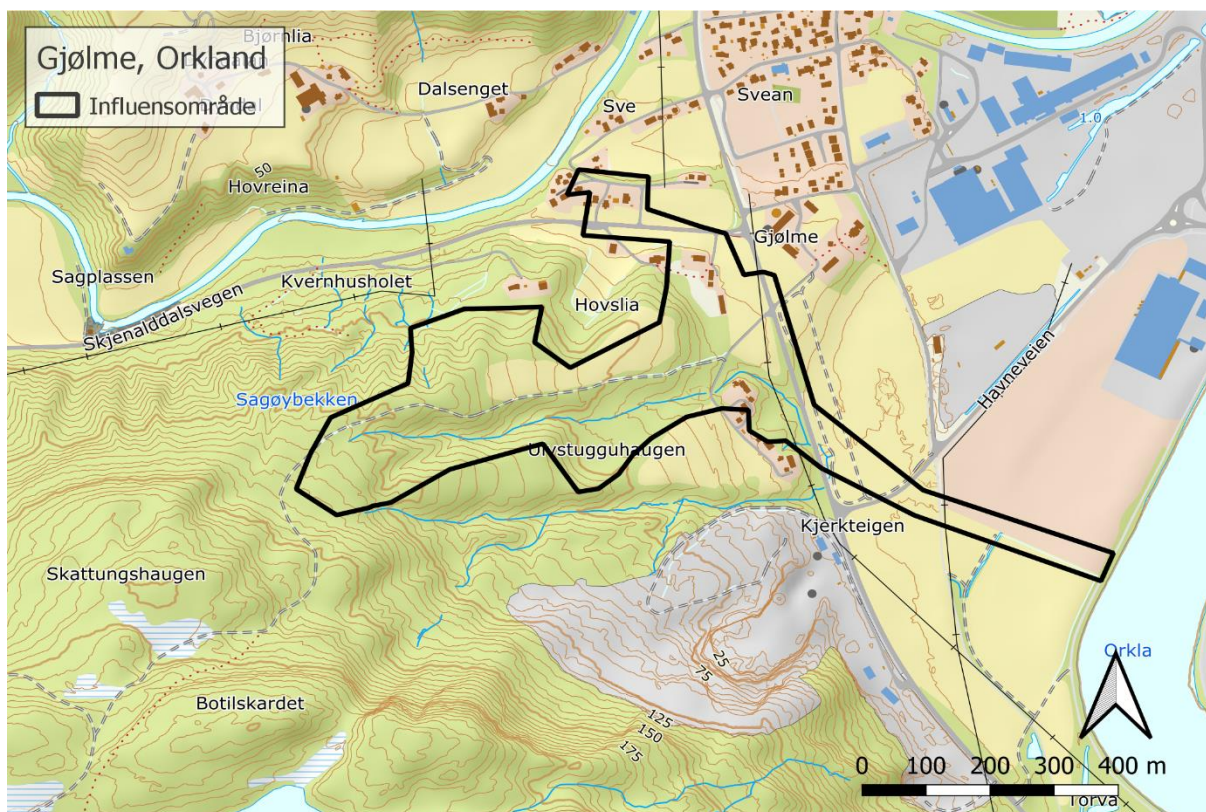 Gjølme, Orkland
Influensområde
Bjørnlia
Dalsenget
Sve
Svean
1.0
50
Hovreina
Gjølme
Sagplassen
Kvernhusholet
Hovslia
Skjenalddalsvegen
Havneveien
Sagøybekken
Ulvstugguhaugen
Kjerkteigen
Skattungshaugen
25
75
Orkla
Botilskardet
125
150
175
0 100 200 300 400 m
Torva